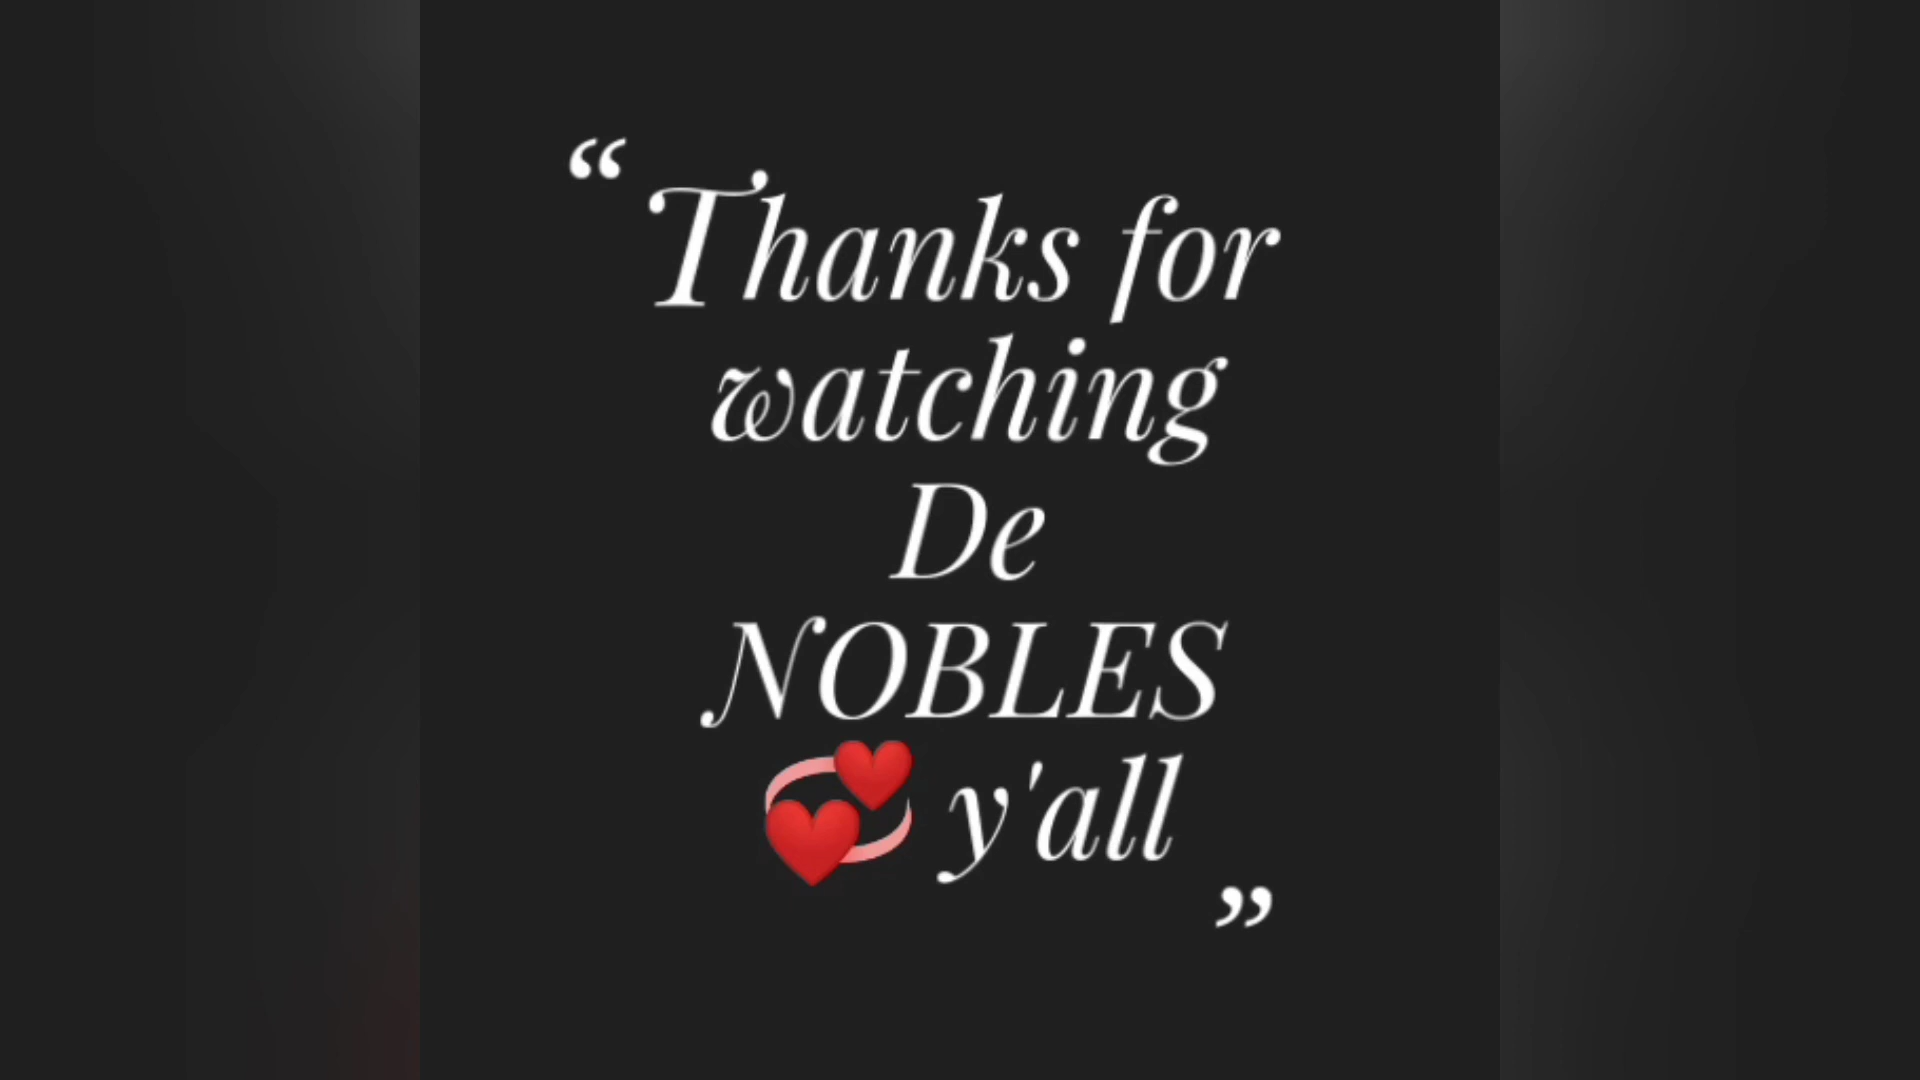 “Thanks for
watching
De
NOBLES
💞 y'all”